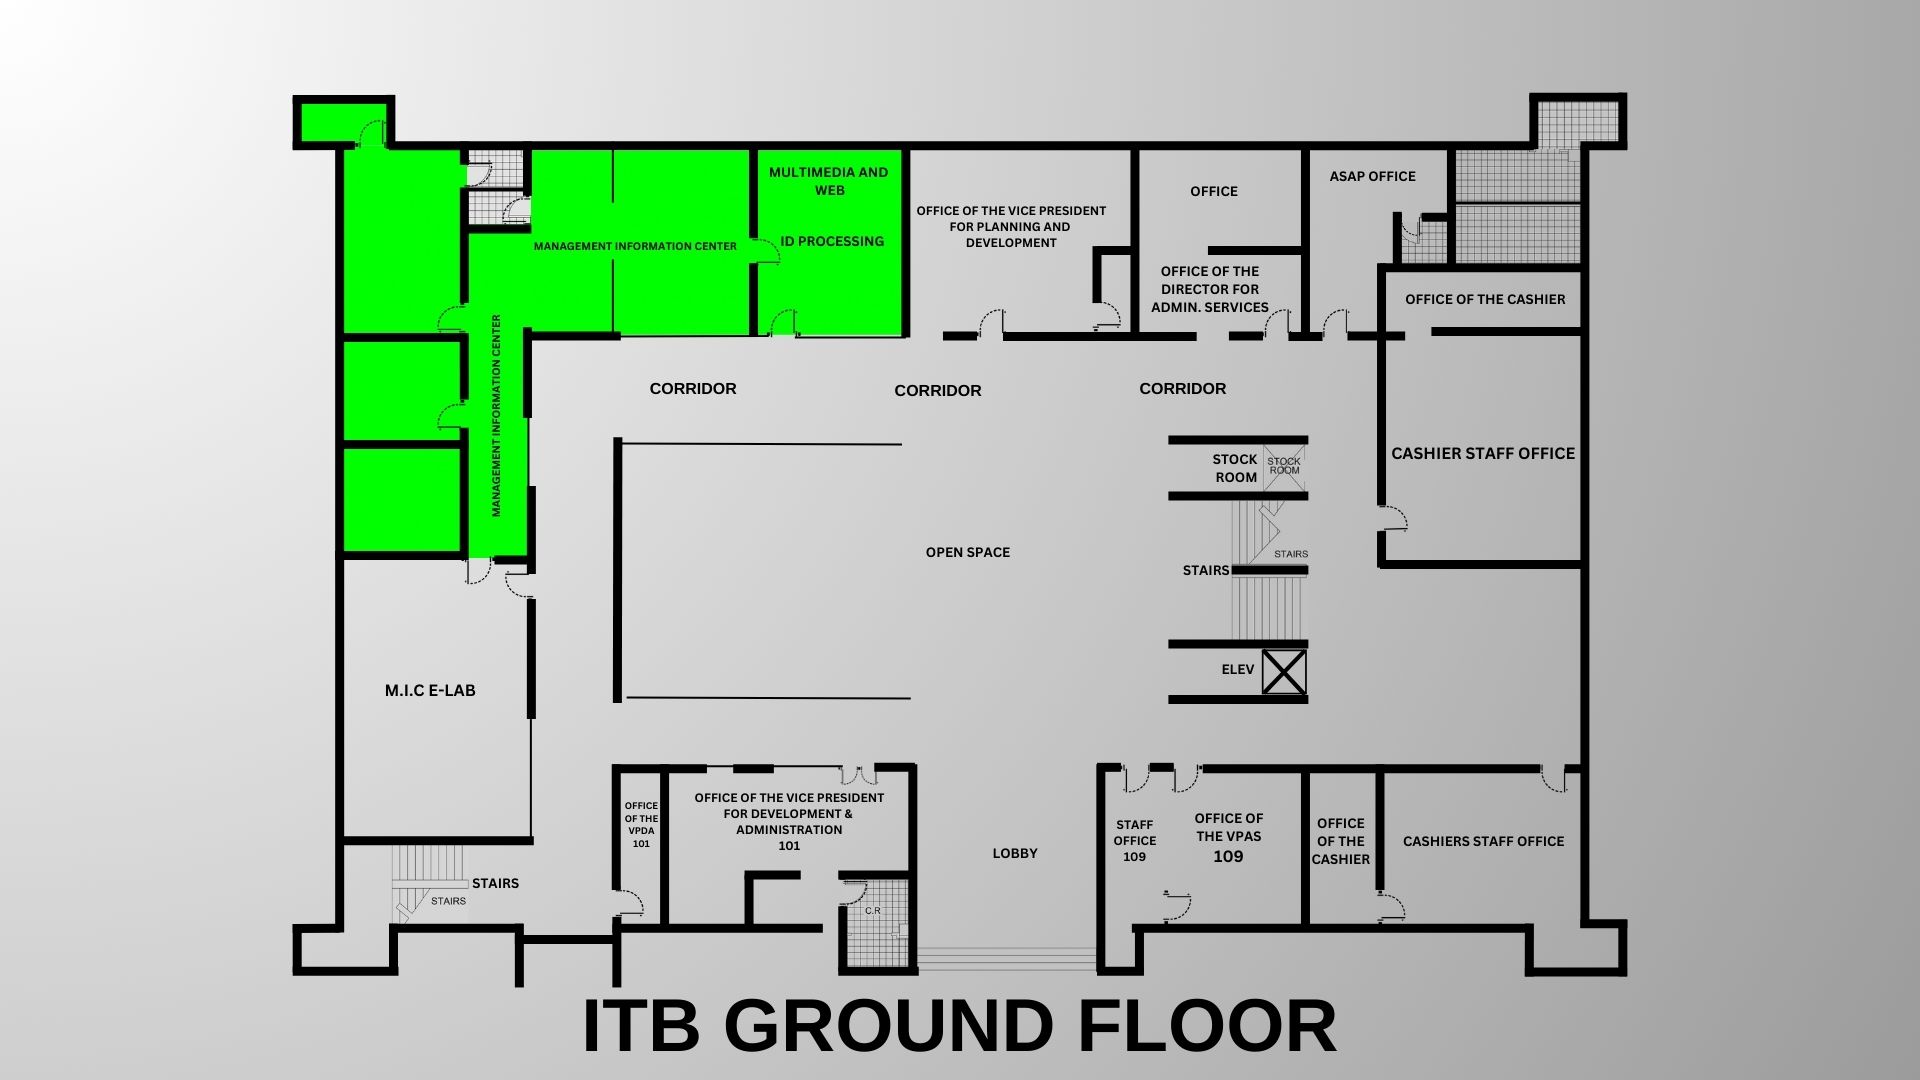 MULTIMEDIA AND
WEB
ID PROCESSING
MANAGEMENT INFORMATION CENTER
MANAGEMENT INFORMATION CENTER
OFFICE OF THE VICE PRESIDENT
FOR PLANNING AND
DEVELOPMENT
OFFICE
OFFICE OF THE
DIRECTOR FOR
ADMIN. SERVICES
ASAP OFFICE
OFFICE OF THE CASHIER
CORRIDOR
CORRIDOR
CORRIDOR
CASHIER STAFF OFFICE
STOCK
ROOM
STOCK
ROOM
OPEN SPACE
STAIRS
STAIRS
ELEV
M.I.C E-LAB
OFFICE
OF THE
VPDA
101
OFFICE OF THE VICE PRESIDENT
FOR DEVELOPMENT &
ADMINISTRATION
101
LOBBY
STAFF
OFFICE
109
OFFICE OF
THE VPAS
109
OFFICE
OF THE
CASHIER
CASHIERS STAFF OFFICE
STAIRS
STAIRS
C.R
ITB GROUND FLOOR